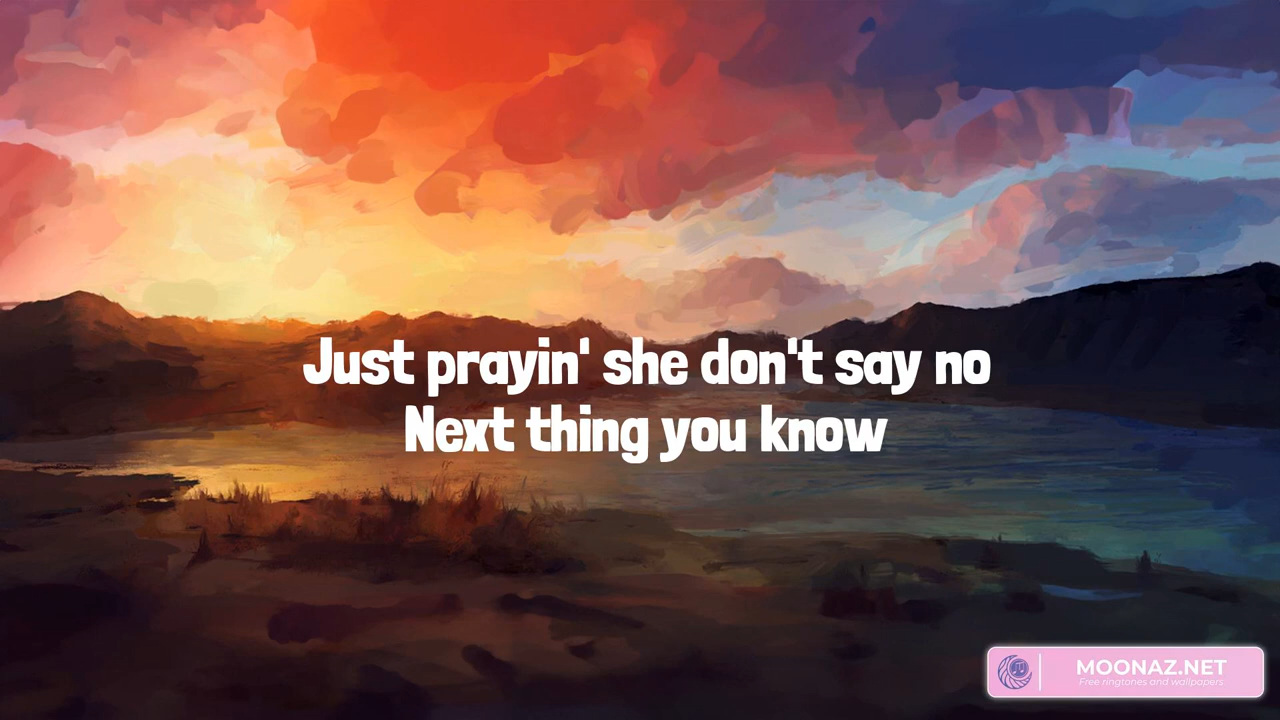 Just prayin' she don't say no
Next thing you know
MOONAZ.NET
Free ringtones and wallpapers